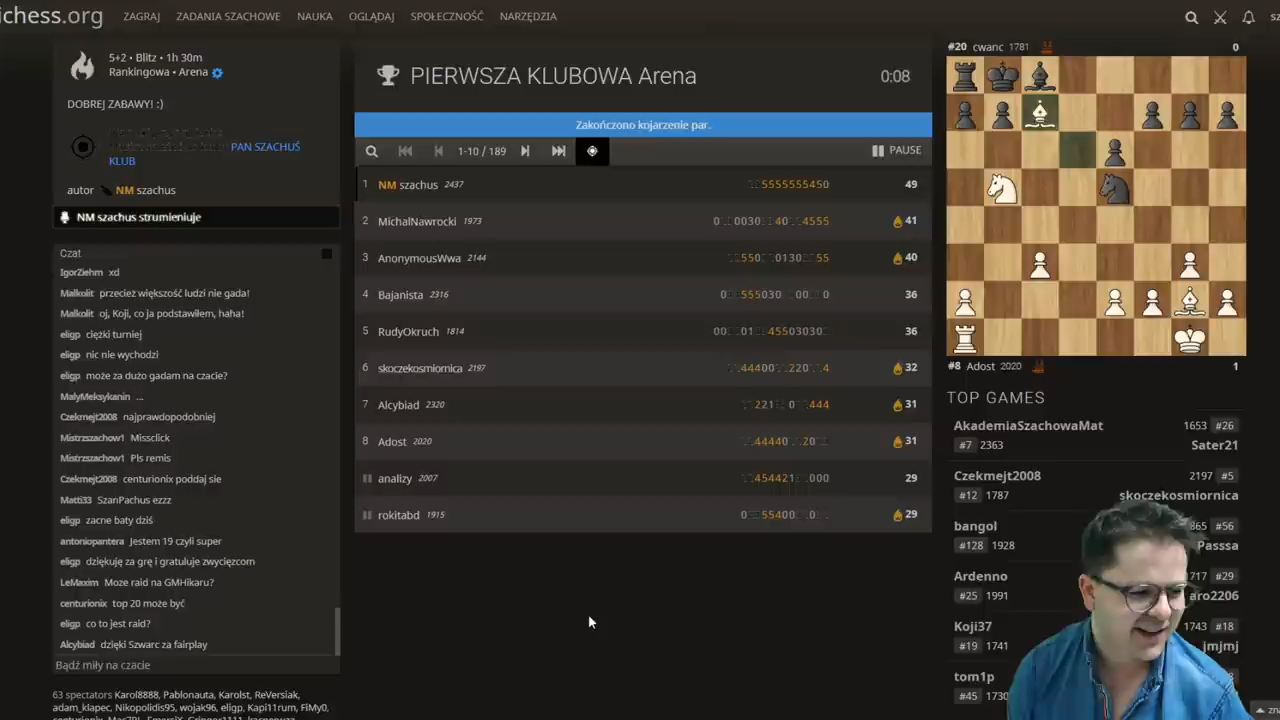 ichess.org ZAGRAJ ZADANIA SZACHOWE NAUKA OGLĄDAJ SPOŁECZNOŚĆ NARZĘDZIA
5+2 • Blitz • 1h 30m
Rankingowa • Arena
DOBREJ ZABAWY! :)
PAN SZACHUŚ
KLUB
autor NM szachus
NM szachus strumieniuje
Czat
IgorZiehm xd
Malkolit przecież większość ludzi nie gada!
Malkolit oj, Koji, co ja podstawiłem, haha!
eligp ciężki turniej
eligp nic nie wychodzi
eligp może za dużo gadam na czacie?
MalyMeksykanin ...
Czekmejt2008 najprawdopodobniej
Mistrzszachow1 Missclick
Mistrzszachow1 Pls remis
Czekmejt2008 centurionix poddaj sie
Matti33 SzanPachus ezzz
eligp zacne baty dziś
antoniopantera Jestem 19 czyli super
eligp dziękuję za grę i gratuluje zwycięzcom
LeMaxim Moze raid na GMHikaru?
centurionix top 20 może być
eligp co to jest raid?
Alcybiad dzięki Szwarc za fairplay
Bądź miły na czacie
63 spectators Karol8888, Pablonauta, Karolst, ReVersiak,
adam_klapec, Nikopolidis95, wojak96, eligp, Kapi11rum, FiMy0,
PIERWSZA KLUBOWA Arena 0:08
Zakończono kojarzenie par.
1-10 / 189 PAUSE
1 NM szachus 2437 5555555450 49
2 MichalNawrocki 1973 41
3 AnonymousWwa 2144 40
4 Bajanista 2316 36
5 RudyOkruch 1814 36
6 skoczekosmiornica 2197 32
7 Alcybiad 2320 31
8 Adost 2020 31
analizy 2007 29
rokitabd 1915 29
#20 cwanc 1781 0
#8 Adost 2020 1
TOP GAMES
AkademiaSzachowaMat 1653 #26
#7 2363 Sater21
Czekmejt2008 2197 #5
#12 1787 skoczekosmiornica
bangol 865 #56
#128 1928 Passsa
Ardenno 717 #29
#25 1991 aro2206
Koji37 1743 #18
#19 1741 jmjmj
tom1p
#45 1730